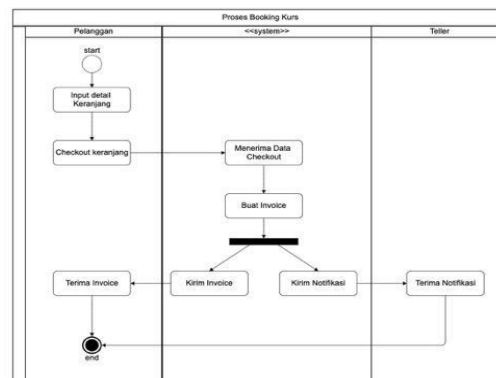 Proses Booking Kurs
Pelanggan
<<system>>
Teller
start
Input detail
Keranjang
Checkout keranjang
Menerima Data
Checkout
Buat Invoice
Terima Invoice
Kirim Invoice
Kirim Notifikasi
Terima Notifikasi
end